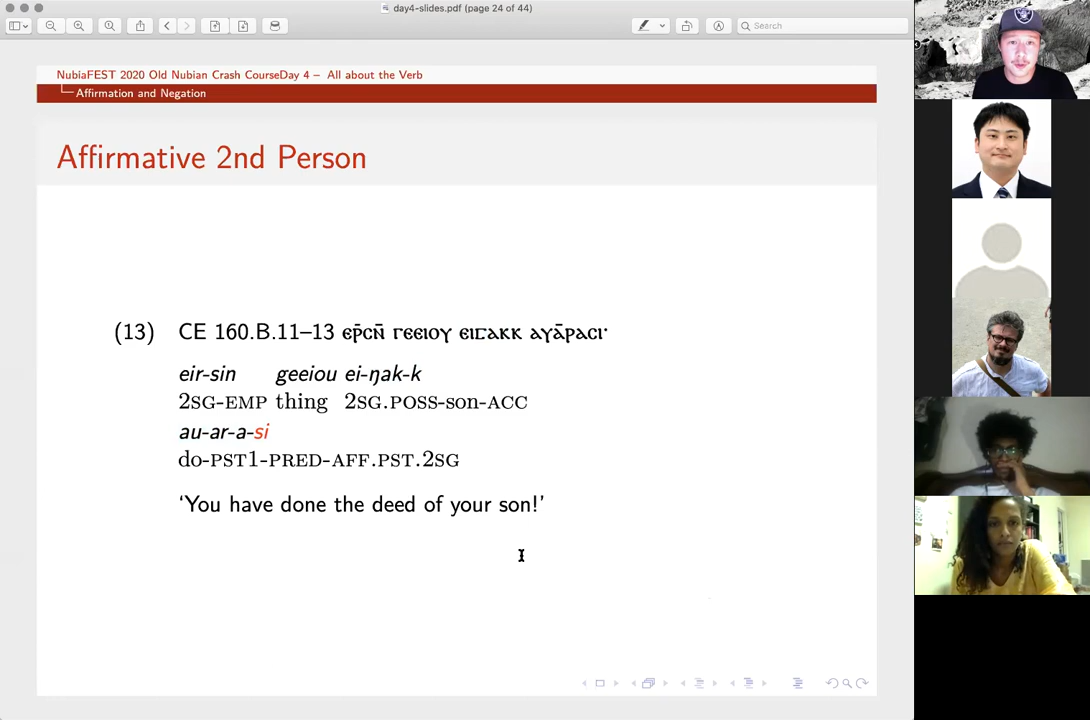 day4-slides.pdf (page 24 of 44)
Search
NubiaFEST 2020 Old Nubian Crash CourseDay 4 – All about the Verb
Affirmation and Negation
Affirmative 2nd Person
(13) CE 160.B.11–13 ⲉⲣ̄ⲥⲛ̄ ⲅⲉⲉⲓⲟⲩ ⲉⲓⲅ̄ⲁⲕⲕ ⲁⲩⲁ̄ⲣⲁⲥⲓ·
eir-sin geeiou ei-ŋak-k
2SG-EMP thing 2SG.POSS-son-ACC
au-ar-a-si
do-PST1-PRED-AFF.PST.2SG
‘You have done the deed of your son!’